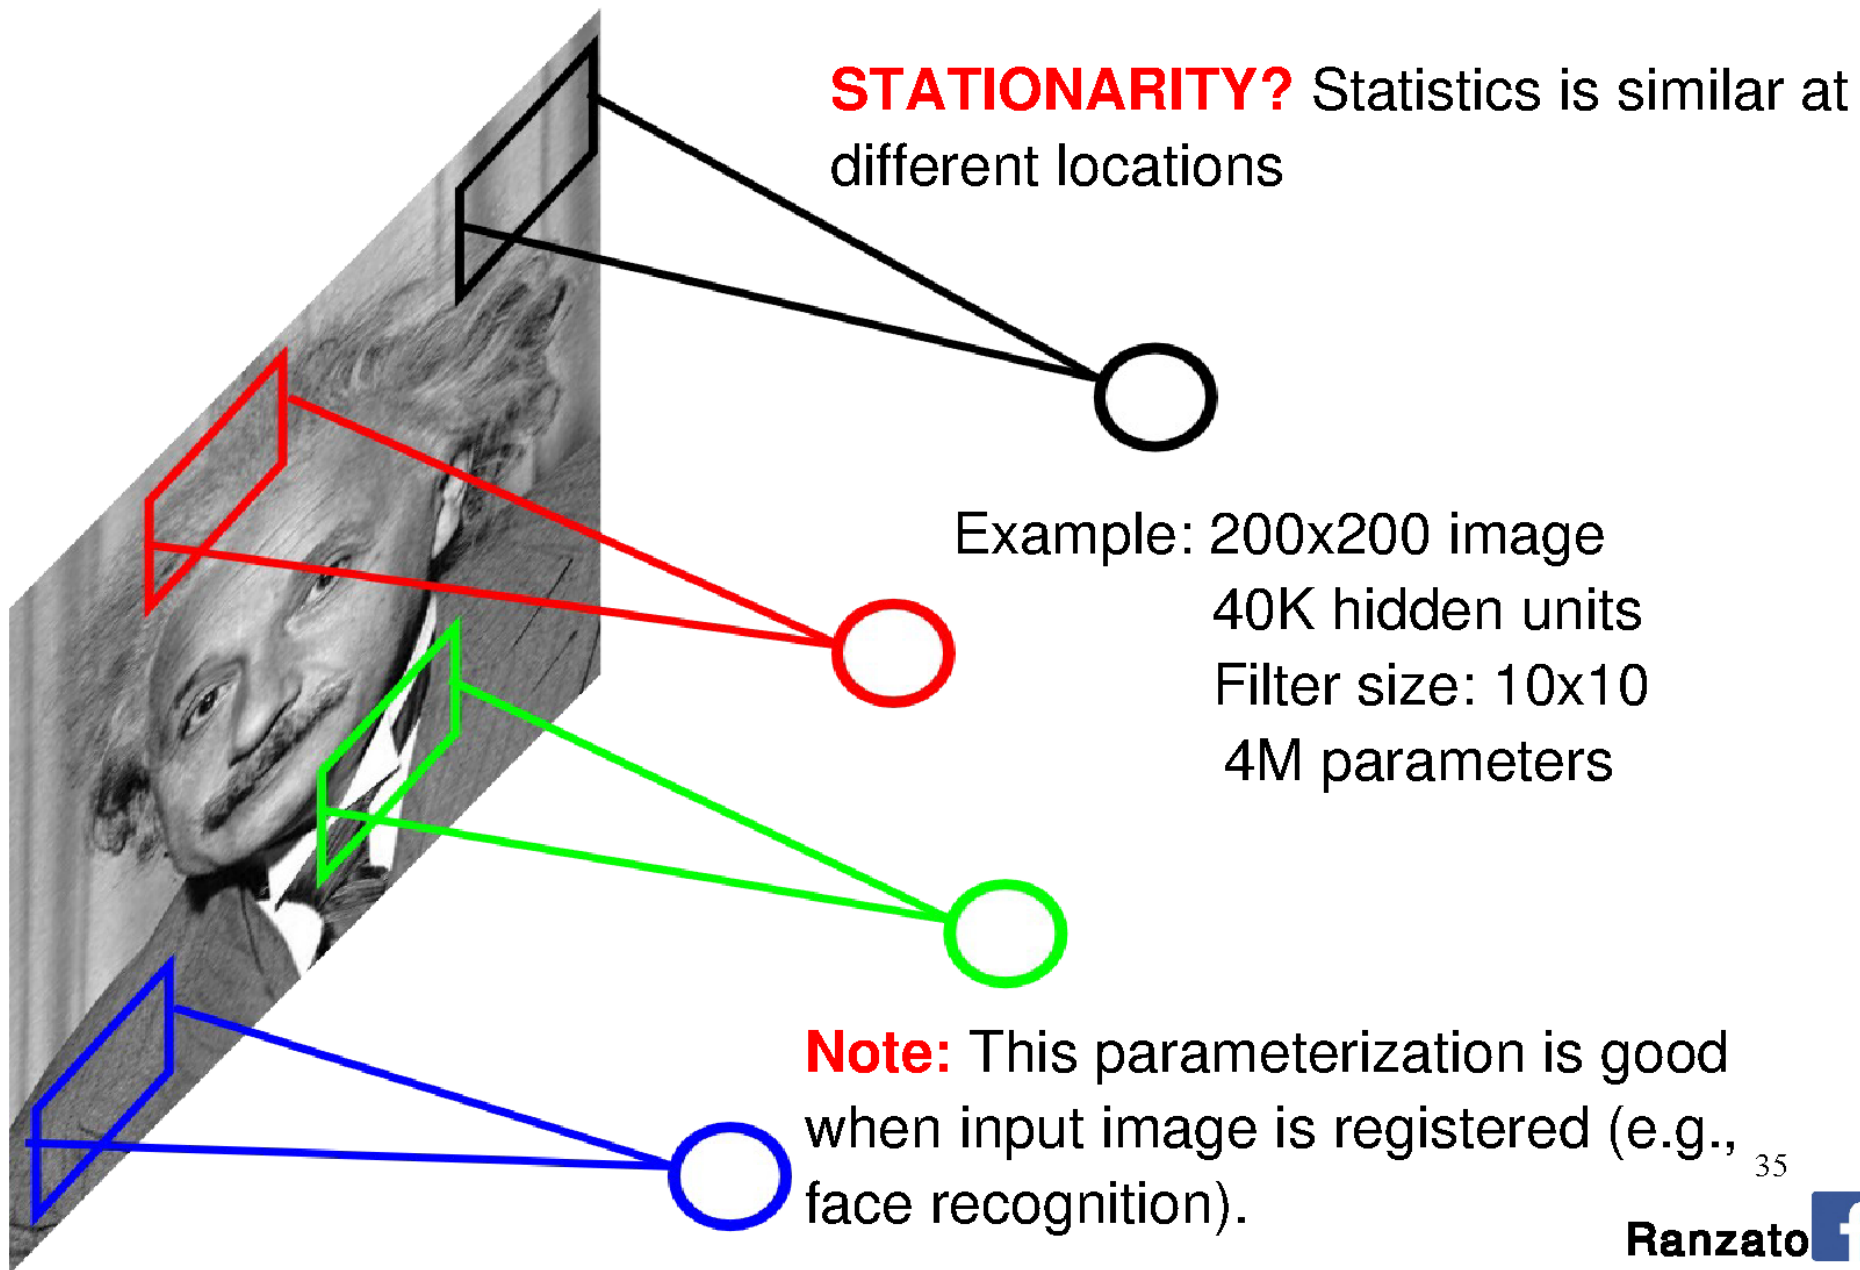 STATIONARITY? Statistics is similar at
different locations
Example: 200x200 image
40K hidden units
Filter size: 10x10
4M parameters
Note: This parameterization is good
when input image is registered (e.g.,
face recognition).
35
Ranzato
f